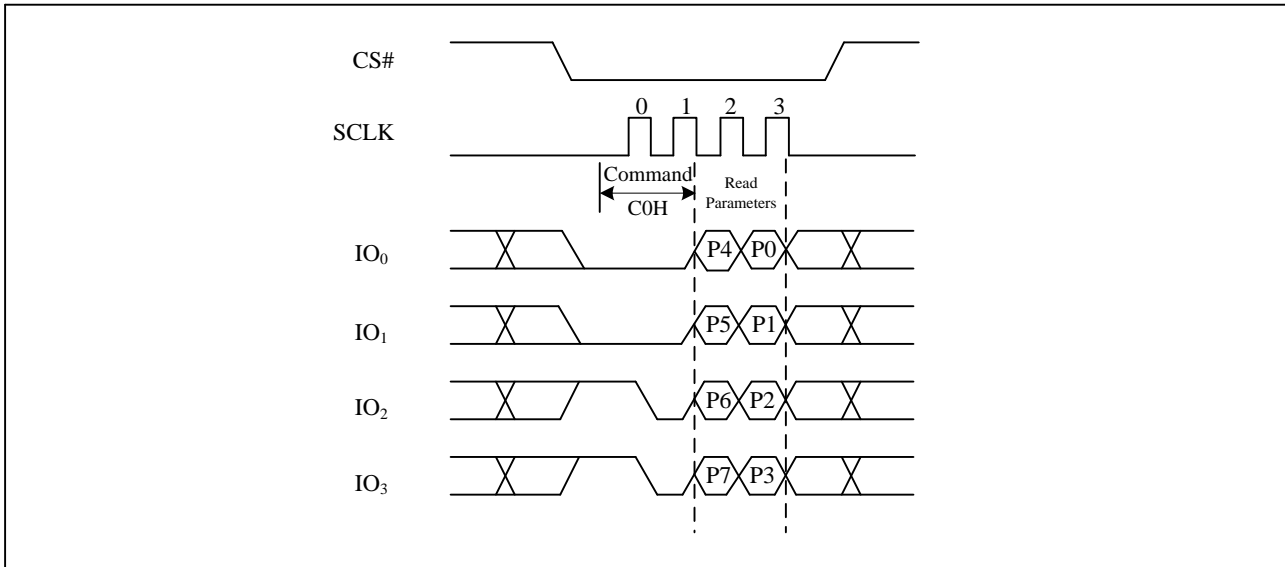 CS#
0 1 2 3
SCLK
Command
C0H
Read
Parameters
IO₀ P4 P0
IO₁ P5 P1
IO₂ P6 P2
IO₃ P7 P3